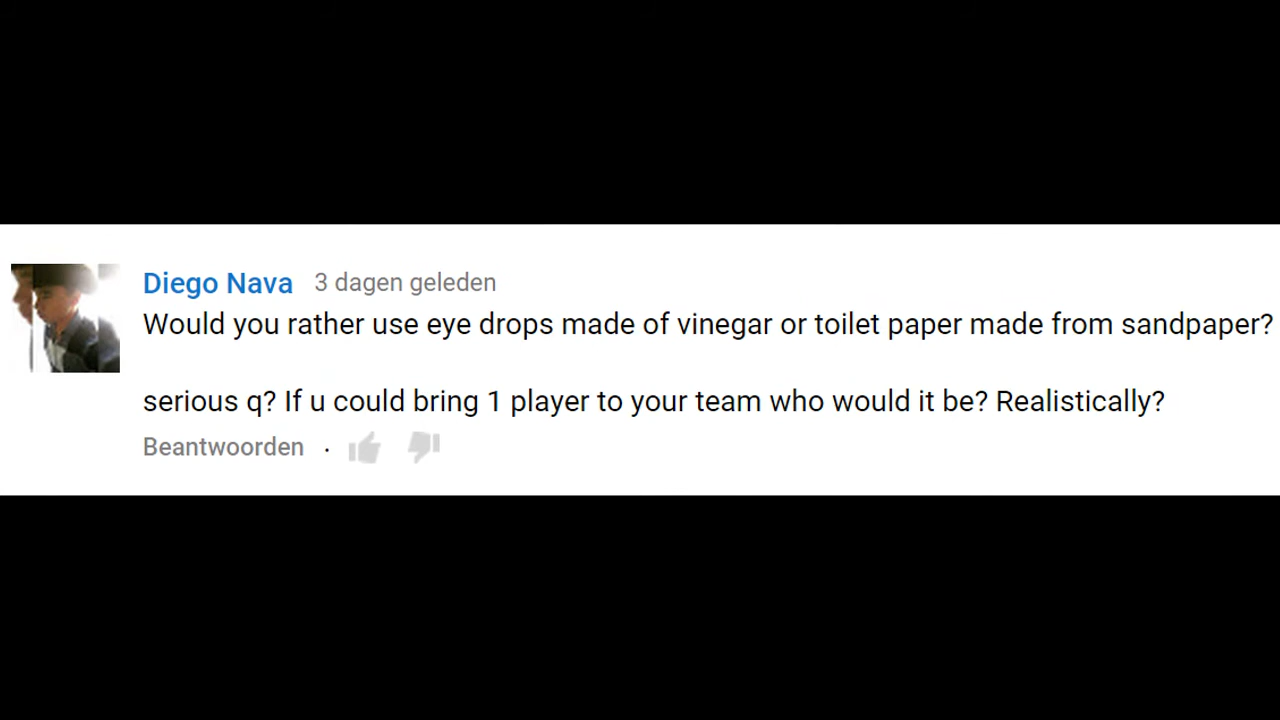 Diego Nava 3 dagen geleden
Would you rather use eye drops made of vinegar or toilet paper made from sandpaper?
serious q? If u could bring 1 player to your team who would it be? Realistically?
Beantwoorden ·